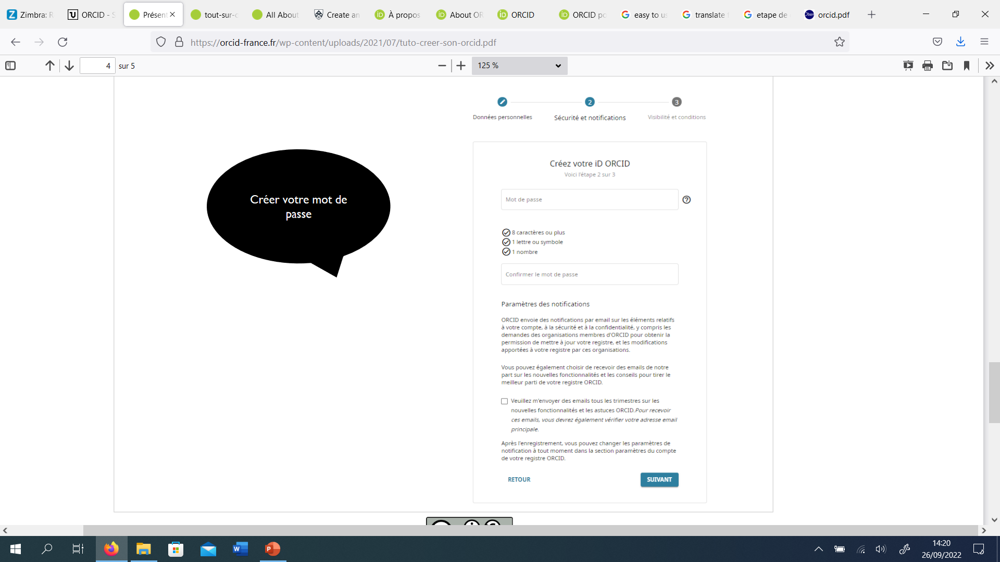 Zimbra: R
ORCID - S
Présent
tout-sur-c
All About
Create an
À propos
About OR
ORCID
ORCID po
easy to us
translate f
etape de
orcid.pdf
https://orcid-france.fr/wp-content/uploads/2021/07/tuto-creer-son-orcid.pdf
4 sur 5
125 %
2
3
Données personnelles
Sécurité et notifications
Visibilité et conditions
Créer votre mot de
passe
Créez votre iD ORCID
Voici l'étape 2 sur 3
Mot de passe
8 caractères ou plus
1 lettre ou symbole
1 nombre
Confirmer le mot de passe
Paramètres des notifications
ORCID envoie des notifications par email sur les éléments relatifs
à votre compte, à la sécurité et à la confidentialité, y compris les
demandes des organisations membres d'ORCID pour obtenir la
permission de mettre à jour votre registre, et les modifications
apportées à votre registre par ces organisations.
Vous pouvez également choisir de recevoir des emails de notre
part sur les nouvelles fonctionnalités et les conseils pour tirer le
meilleur parti de votre registre ORCID.
Veuillez m'envoyer des emails tous les trimestres sur les
nouvelles fonctionnalités et les astuces ORCID.Pour recevoir
ces emails, vous devrez également vérifier votre adresse email
principale.
Après l'enregistrement, vous pouvez changer les paramètres de
notification à tout moment dans la section paramètres du compte
de votre registre ORCID.
RETOUR
SUIVANT
14:20
26/09/2022